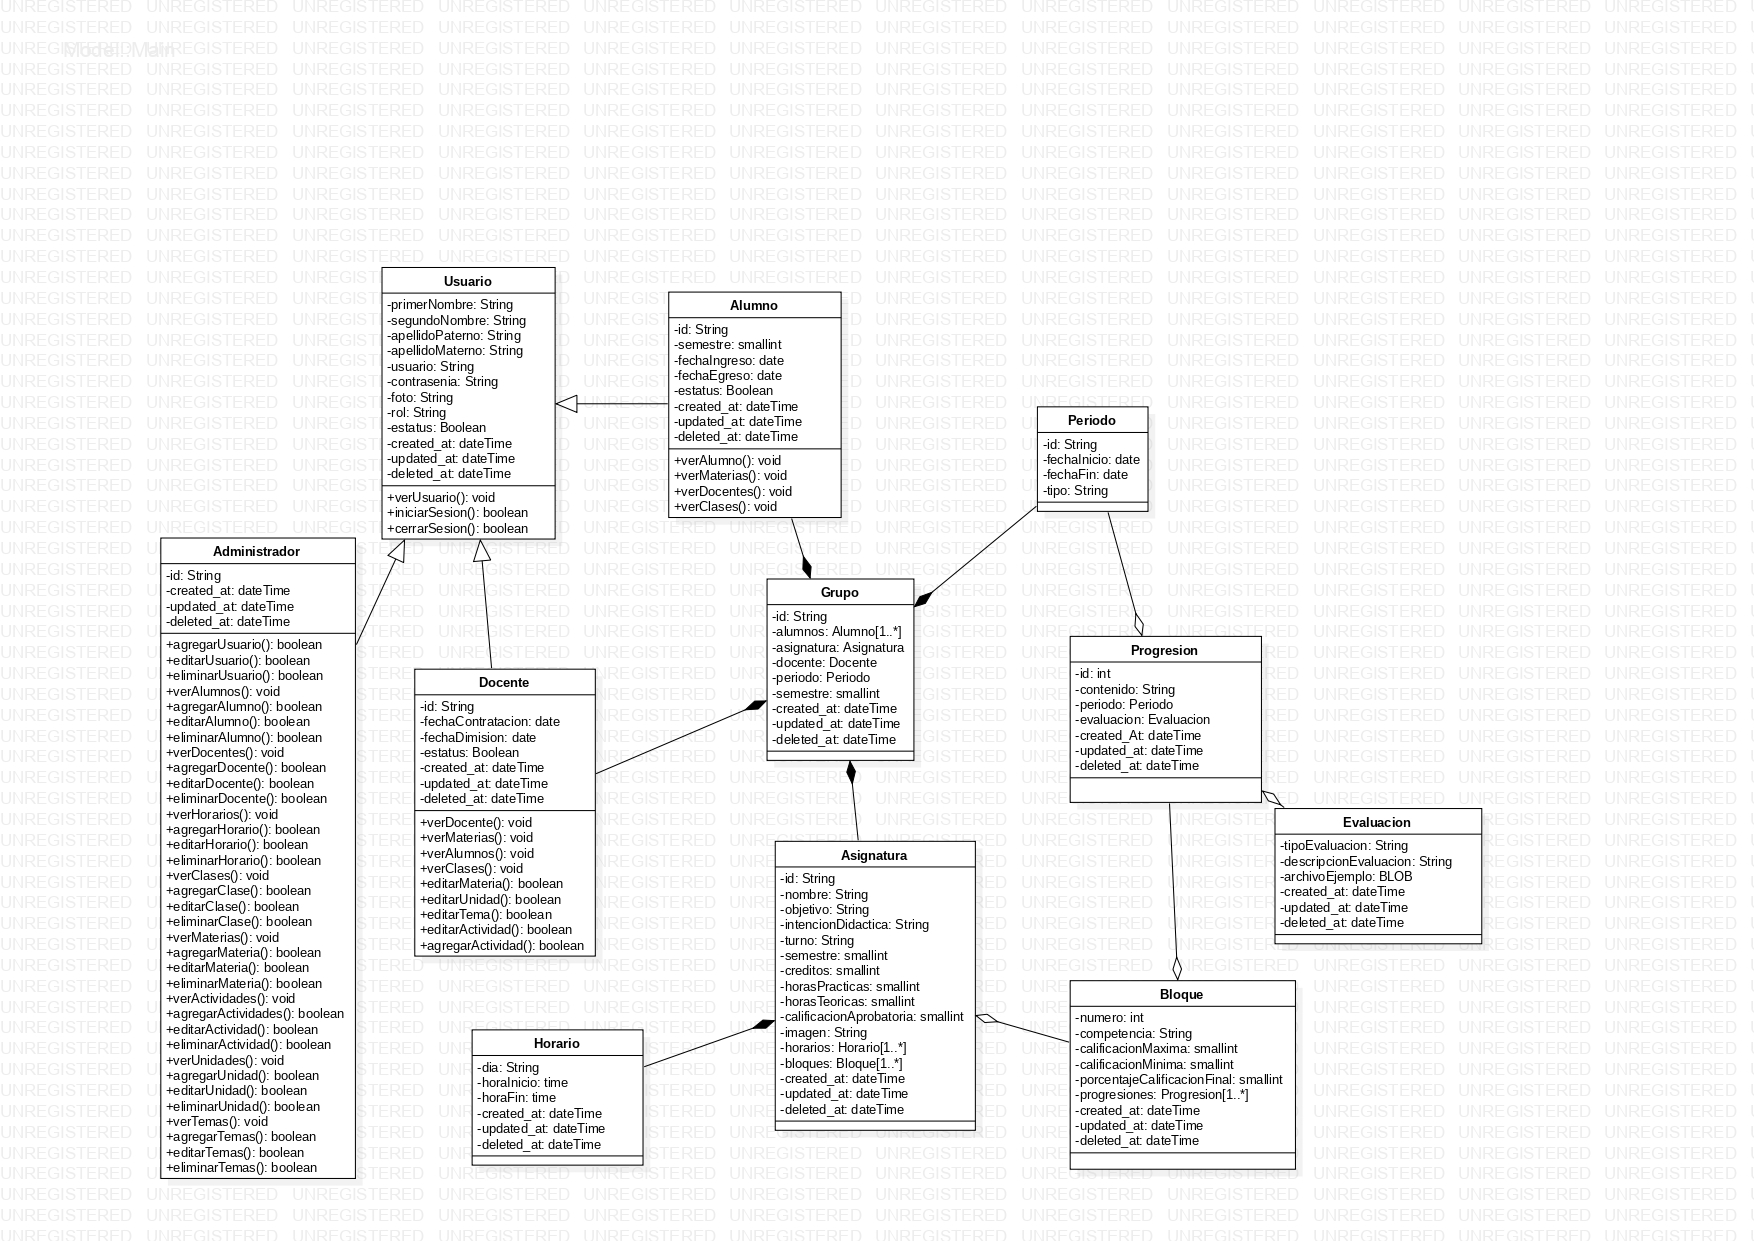 Model::Main
Usuario
-primerNombre: String
-segundoNombre: String
-apellidoPaterno: String
-apellidoMaterno: String
-usuario: String
-contrasenia: String
-foto: String
-rol: String
-estatus: Boolean
-created_at: dateTime
-updated_at: dateTime
-deleted_at: dateTime
+verUsuario(): void
+iniciarSesion(): boolean
+cerrarSesion(): boolean
Alumno
-id: String
-semestre: smallint
-fechaIngreso: date
-fechaEgreso: date
-estatus: Boolean
-created_at: dateTime
-updated_at: dateTime
-deleted_at: dateTime
+verAlumno(): void
+verMaterias(): void
+verDocentes(): void
+verClases(): void
Periodo
-id: String
-fechaInicio: date
-fechaFin: date
-tipo: String
Administrador
-id: String
-created_at: dateTime
-updated_at: dateTime
-deleted_at: dateTime
+agregarUsuario(): boolean
+editarUsuario(): boolean
+eliminarUsuario(): boolean
+verAlumnos(): void
+agregarAlumno(): boolean
+editarAlumno(): boolean
+eliminarAlumno(): boolean
+verDocentes(): void
+agregarDocente(): boolean
+editarDocente(): boolean
+eliminarDocente(): boolean
+verHorarios(): void
+agregarHorario(): boolean
+editarHorario(): boolean
+eliminarHorario(): boolean
+verClases(): void
+agregarClase(): boolean
+editarClase(): boolean
+eliminarClase(): boolean
+verMaterias(): void
+agregarMateria(): boolean
+editarMateria(): boolean
+eliminarMateria(): boolean
+verActividades(): void
+agregarActividades(): boolean
+editarActividad(): boolean
+eliminarActividad(): boolean
+verUnidades(): void
+agregarUnidad(): boolean
+editarUnidad(): boolean
+eliminarUnidad(): boolean
+verTemas(): void
+agregarTemas(): boolean
+editarTemas(): boolean
+eliminarTemas(): boolean
Docente
-id: String
-fechaContratacion: date
-fechaDimision: date
-estatus: Boolean
-created_at: dateTime
-updated_at: dateTime
-deleted_at: dateTime
+verDocente(): void
+verMaterias(): void
+verAlumnos(): void
+verClases(): void
+editarMateria(): boolean
+editarUnidad(): boolean
+editarTema(): boolean
+editarActividad(): boolean
+agregarActividad(): boolean
Grupo
-id: String
-alumnos: Alumno[1..*]
-asignatura: Asignatura
-docente: Docente
-periodo: Periodo
-semestre: smallint
-created_at: dateTime
-updated_at: dateTime
-deleted_at: dateTime
Progresion
-id: int
-contenido: String
-periodo: Periodo
-evaluacion: Evaluacion
-created_At: dateTime
-updated_at: dateTime
-deleted_at: dateTime
Evaluacion
-tipoEvaluacion: String
-descripcionEvaluacion: String
-archivoEjemplo: BLOB
-created_at: dateTime
-updated_at: dateTime
-deleted_at: dateTime
Asignatura
-id: String
-nombre: String
-objetivo: String
-intencionDidactica: String
-turno: String
-semestre: smallint
-creditos: smallint
-horasPracticas: smallint
-horasTeoricas: smallint
-calificacionAprobatoria: smallint
-imagen: String
-horarios: Horario[1..*]
-bloques: Bloque[1..*]
-created_at: dateTime
-updated_at: dateTime
-deleted_at: dateTime
Horario
-dia: String
-horaInicio: time
-horaFin: time
-created_at: dateTime
-updated_at: dateTime
-deleted_at: dateTime
Bloque
-numero: int
-competencia: String
-calificacionMaxima: smallint
-calificacionMinima: smallint
-porcentajeCalificacionFinal: smallint
-progresiones: Progresion[1..*]
-created_at: dateTime
-updated_at: dateTime
-deleted_at: dateTime
UNREGISTERED